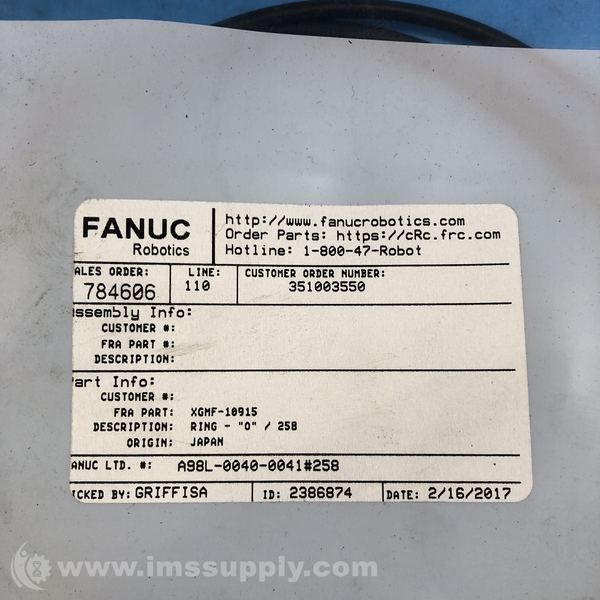 FANUC
Robotics
http://www.fanucrobotics.com
Order Parts: https://cRc.frc.com
Hotline: 1-800-47-Robot
ALES ORDER: LINE: CUSTOMER ORDER NUMBER:
784606 110 351003550
ssembly Info:
CUSTOMER #:
FRA PART #:
DESCRIPTION:
art Info:
CUSTOMER #:
FRA PART: XGMF-10915
DESCRIPTION: RING - "O" / 258
ORIGIN: JAPAN
ANUC LTD. #: A98L-0040-0041#258
ICKED BY: GRIFFISA ID: 2386874 DATE: 2/16/2017
www.imssupply.com